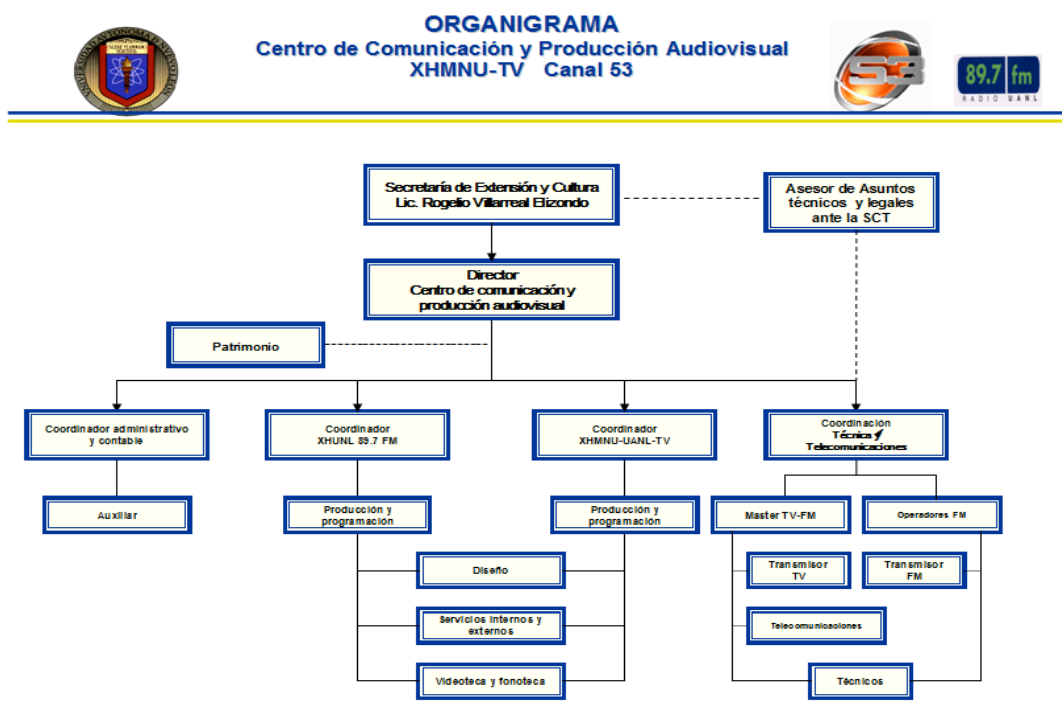 ORGANIGRAMA
Centro de Comunicación y Producción Audiovisual
XHMNU-TV Canal 53
53
89.7 fm
RADIO UANL
Secretaría de Extensión y Cultura
Lic. Rogelio Villarreal Elizondo
Asesor de Asuntos
técnicos y legales
ante la SCT
Director
Centro de comunicación y
producción audiovisual
Patrimonio
Coordinador administrativo
y contable
Coordinador
XHUNL 89.7 FM
Coordinador
XHMNU-UANL-TV
Coordinación
Técnica y
Telecomunicaciones
Auxiliar
Producción y
programación
Producción y
programación
Master TV-FM
Operadores FM
Diseño
Transmisor
TV
Transmisor
FM
Servicios internos y
externos
Telecomunicaciones
Videoteca y fonoteca
Técnicos